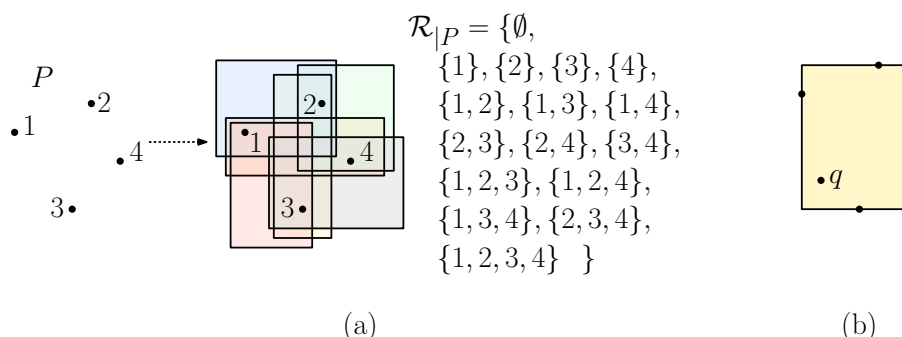 P
1
2
3
4
1
2
3
4
ℛ|P = {∅,
{1}, {2}, {3}, {4},
{1, 2}, {1, 3}, {1, 4},
{2, 3}, {2, 4}, {3, 4},
{1, 2, 3}, {1, 2, 4},
{1, 3, 4}, {2, 3, 4},
{1, 2, 3, 4} }
q
(a)
(b)